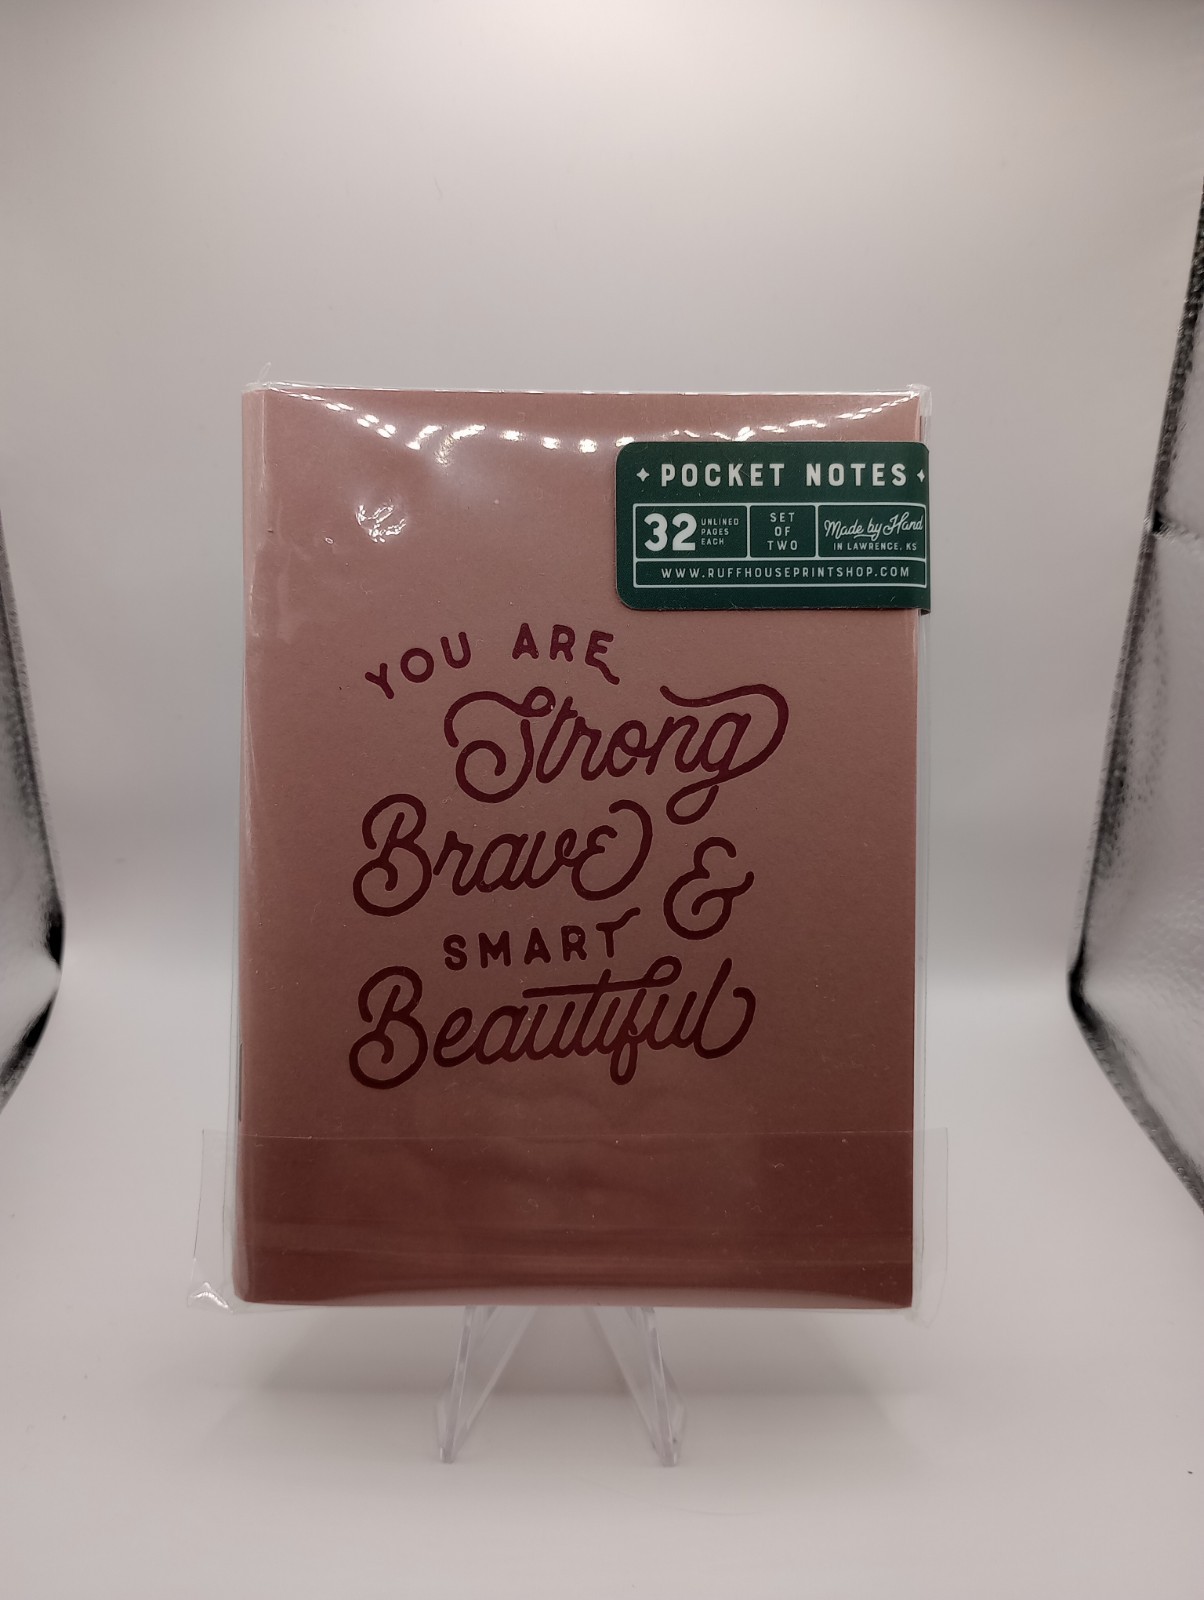 POCKET NOTES
32 UNLINED PAGES EACH
SET OF TWO
Made by Hand
IN LAWRENCE, KS
WWW.RUFFHOUSEPRINTSHOP.COM
YOU ARE
Strong
Brave &
SMART
Beautiful